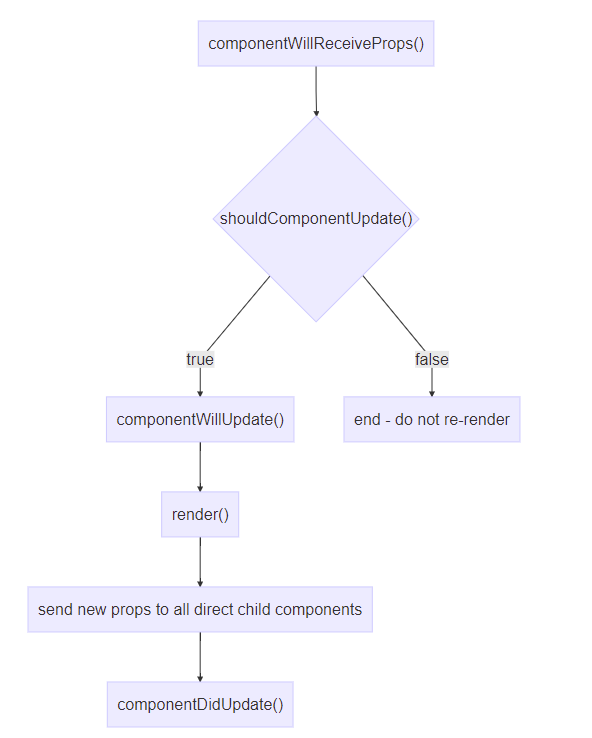 componentWillReceiveProps()
shouldComponentUpdate()
true
false
componentWillUpdate()
end - do not re-render
render()
send new props to all direct child components
componentDidUpdate()